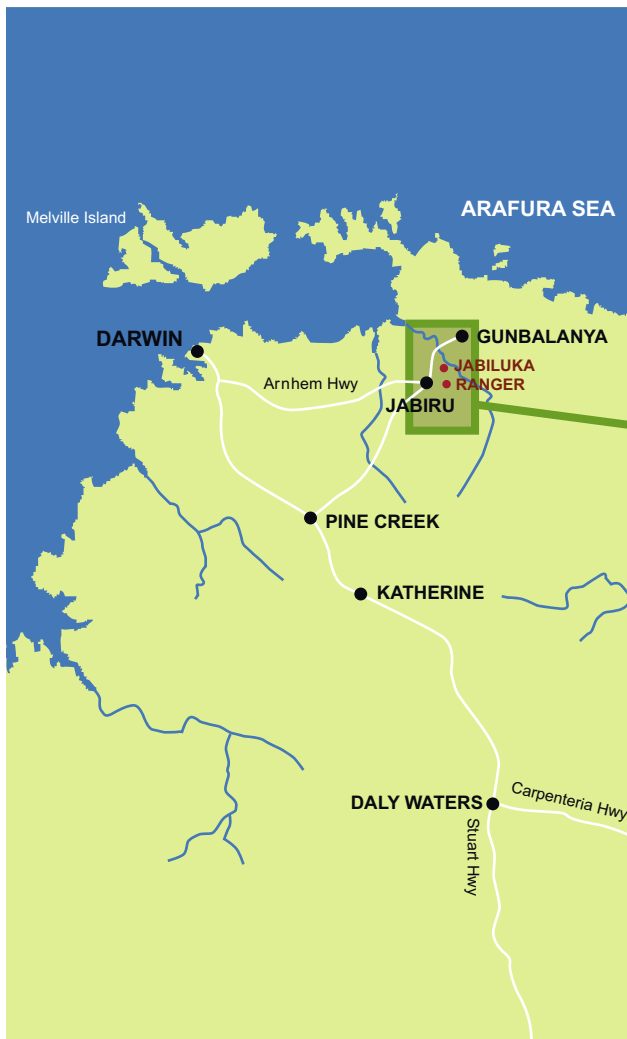 ARAFURA SEA
Melville Island
DARWIN
GUNBALANYA
JABILUKA
RANGER
Arnhem Hwy
JABIRU
PINE CREEK
KATHERINE
DALY WATERS
Carpenteria Hwy
Stuart Hwy